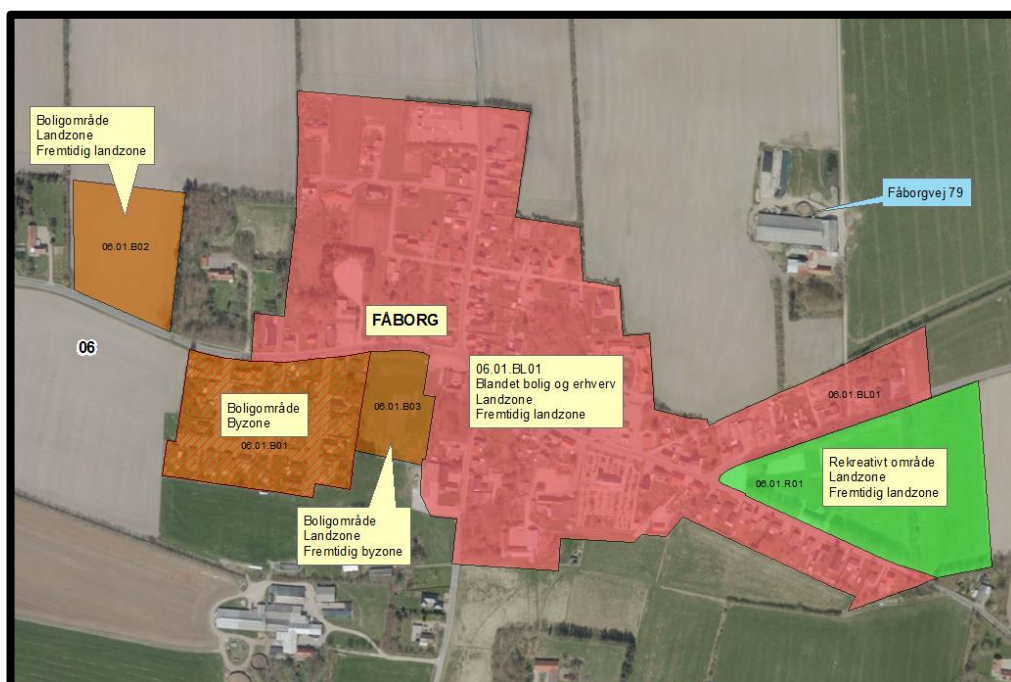 Boligområde
Landzone
Fremtidig landzone
Fåborgvej 79
06.01.B02
FÅBORG
06
06.01.BL01
Blandet bolig og erhverv
Landzone
Fremtidig landzone
06.01.BL01
Boligområde
Byzone
06.01.B01
06.01.B03
Rekreativt område
Landzone
Fremtidig landzone
06.01.R01
Boligområde
Landzone
Fremtidig byzone